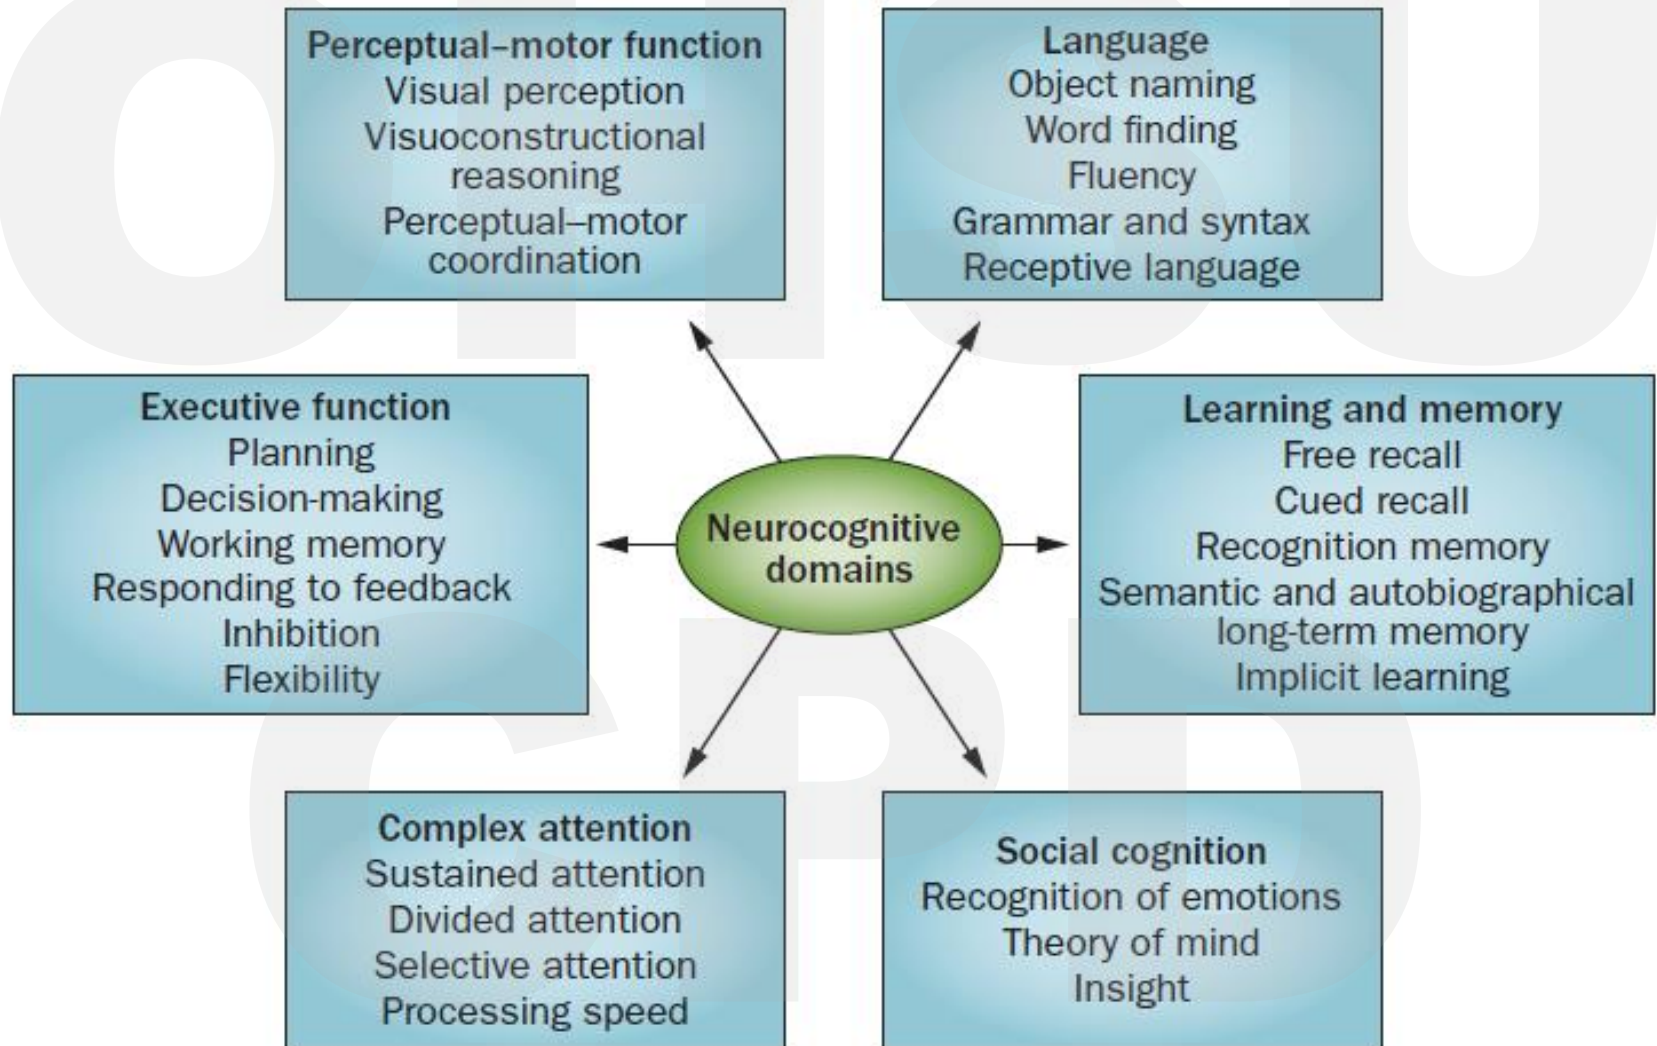 Perceptual–motor function
Visual perception
Visuoconstructional
reasoning
Perceptual–motor
coordination
Language
Object naming
Word finding
Fluency
Grammar and syntax
Receptive language
Executive function
Planning
Decision-making
Working memory
Responding to feedback
Inhibition
Flexibility
Neurocognitive
domains
Learning and memory
Free recall
Cued recall
Recognition memory
Semantic and autobiographical
long-term memory
Implicit learning
Complex attention
Sustained attention
Divided attention
Selective attention
Processing speed
Social cognition
Recognition of emotions
Theory of mind
Insight
OHSU
CPD